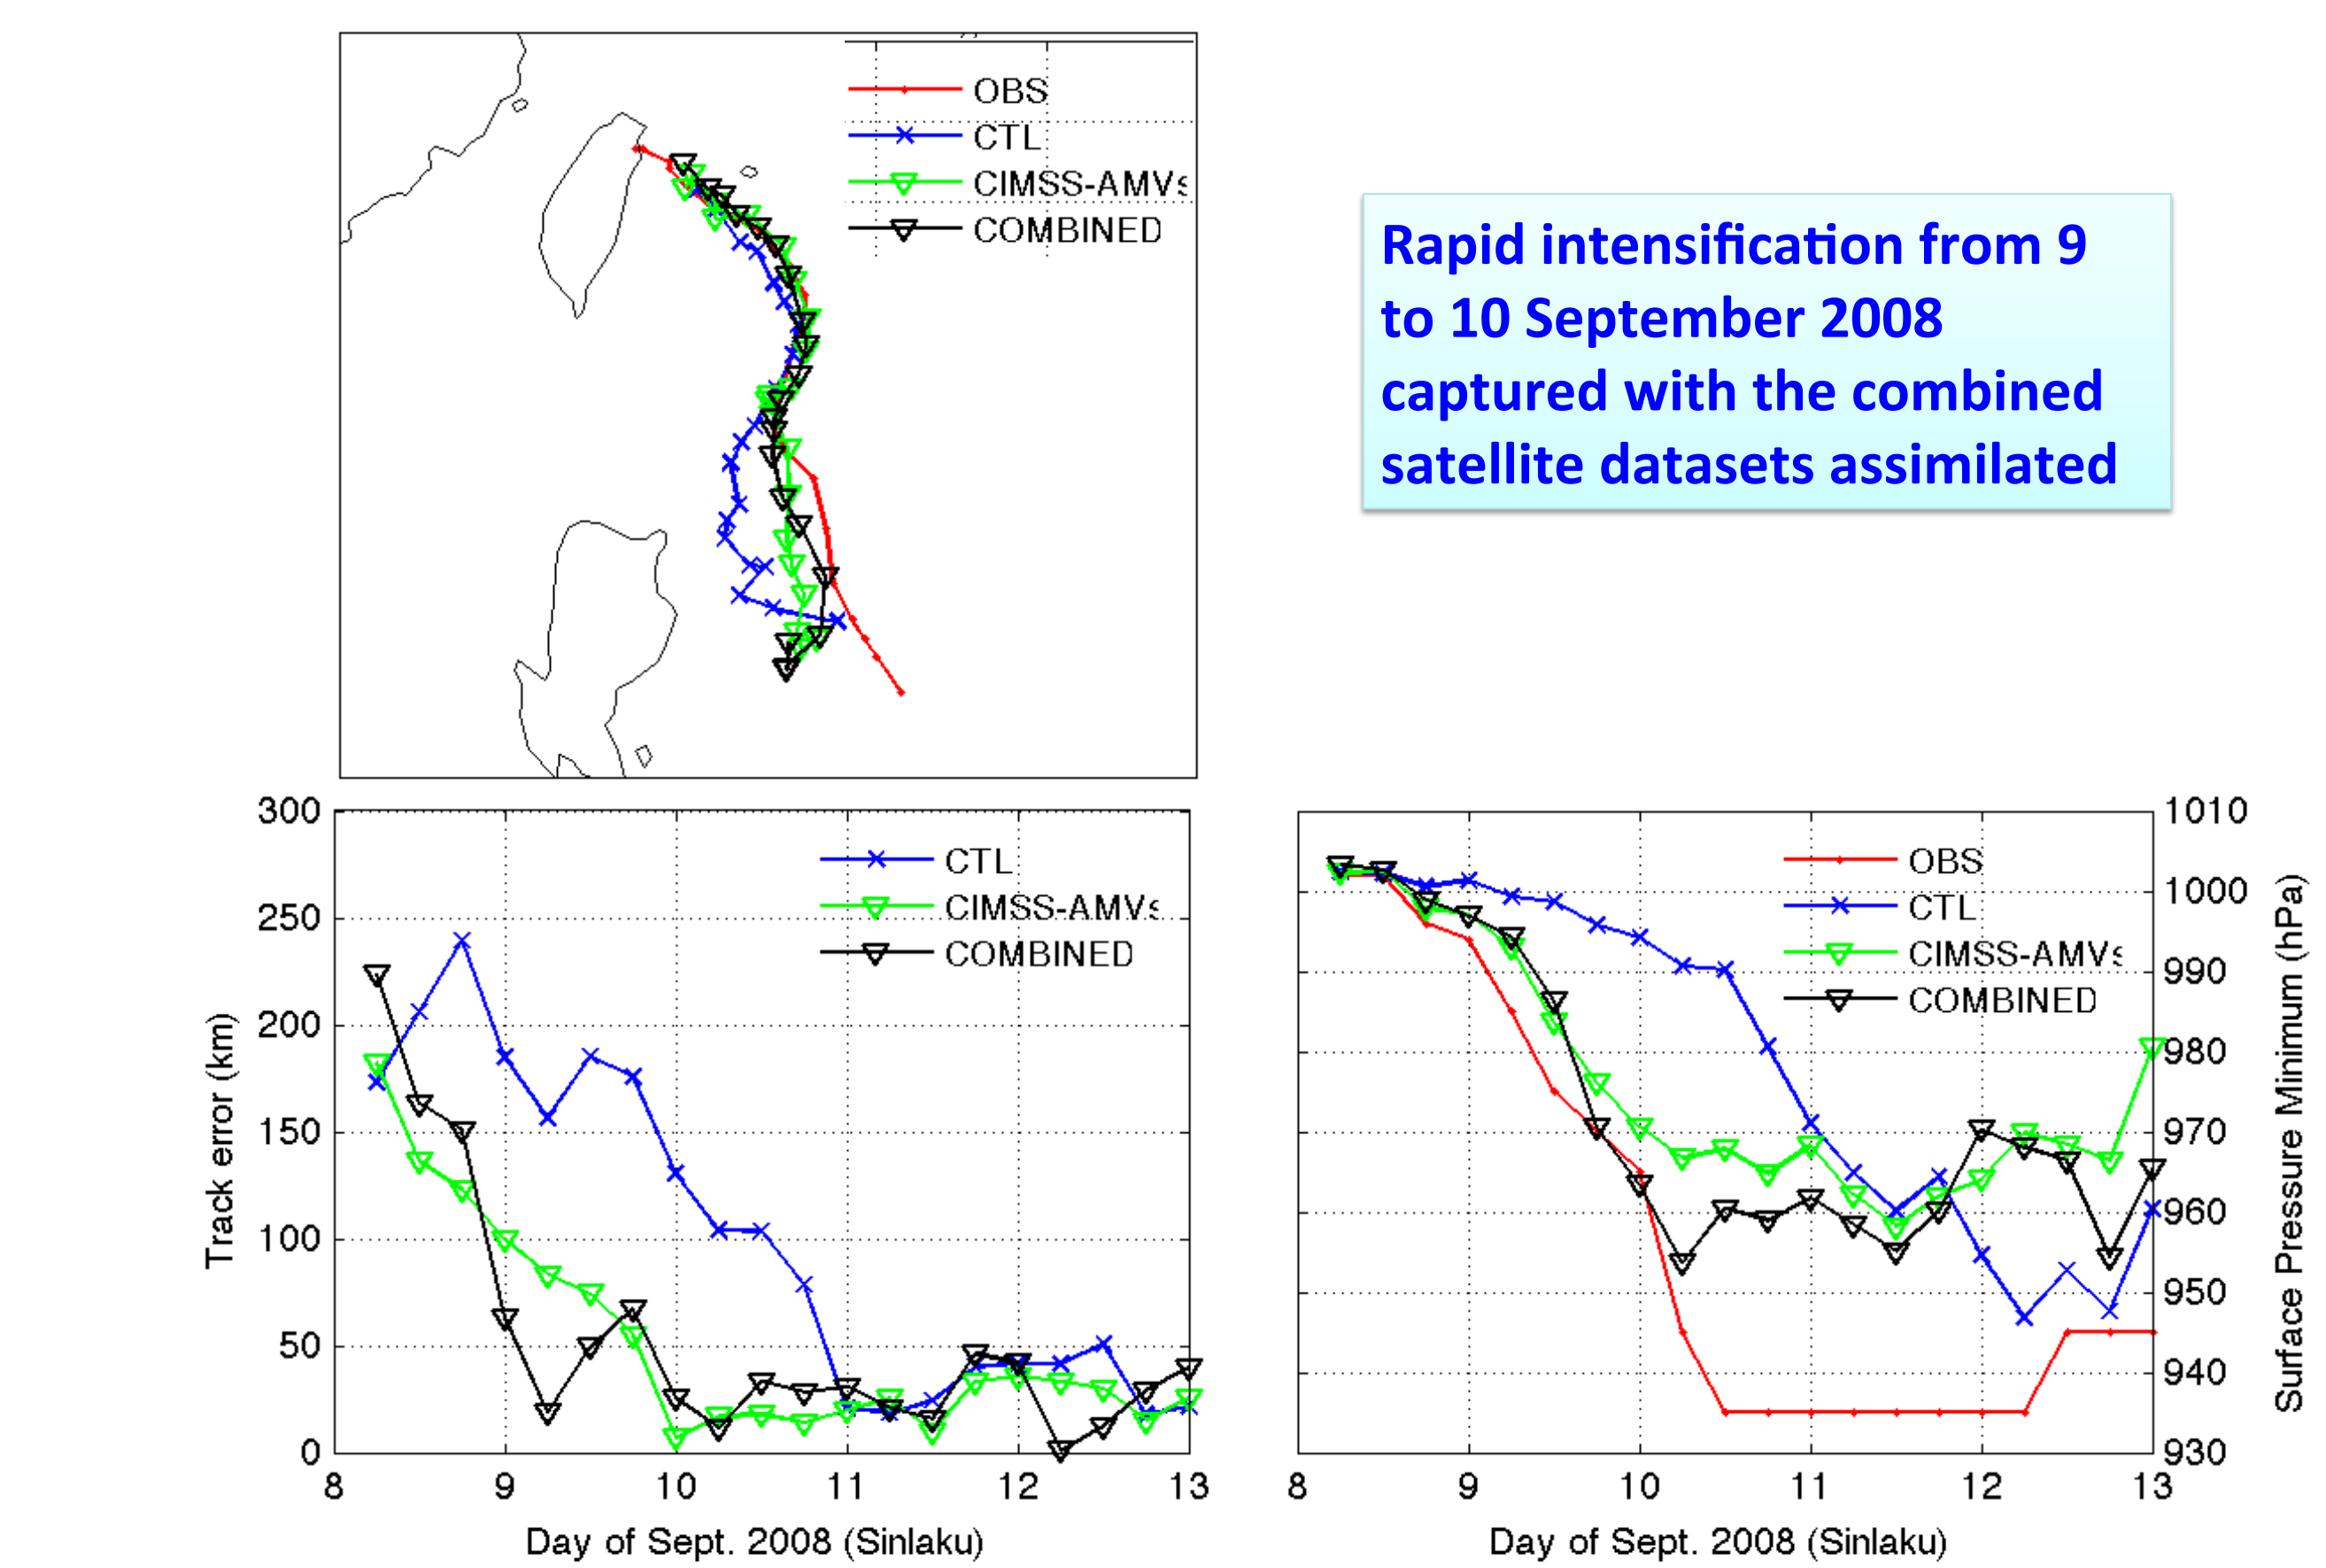 OBS
CTL
CIMSS-AMVs
COMBINED
Rapid intensification from 9
to 10 September 2008
captured with the combined
satellite datasets assimilated
300
250
200
150
100
50
0
Track error (km)
CTL
CIMSS-AMVs
COMBINED
8 9 10 11 12 13
Day of Sept. 2008 (Sinlaku)
OBS
CTL
CIMSS-AMVs
COMBINED
1010
1000
990
980
970
960
950
940
930
Surface Pressure Minimum (hPa)
8 9 10 11 12 13
Day of Sept. 2008 (Sinlaku)